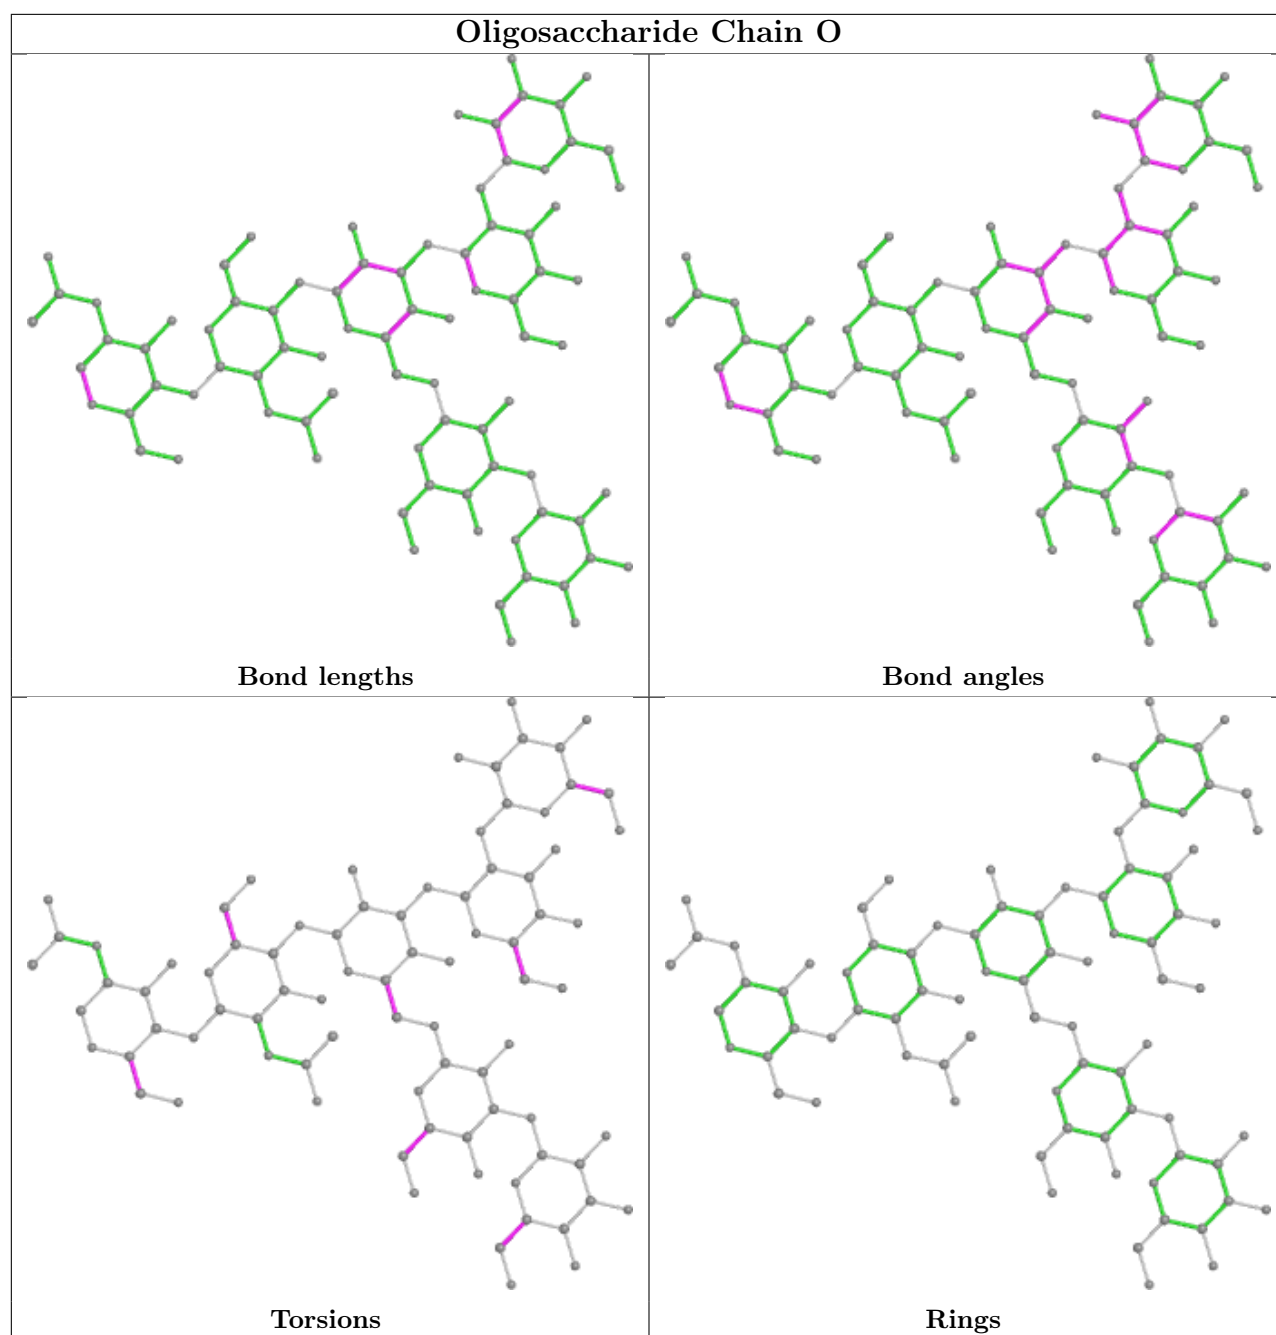 Oligosaccharide Chain O
Bond lengths
Bond angles
Torsions
Rings